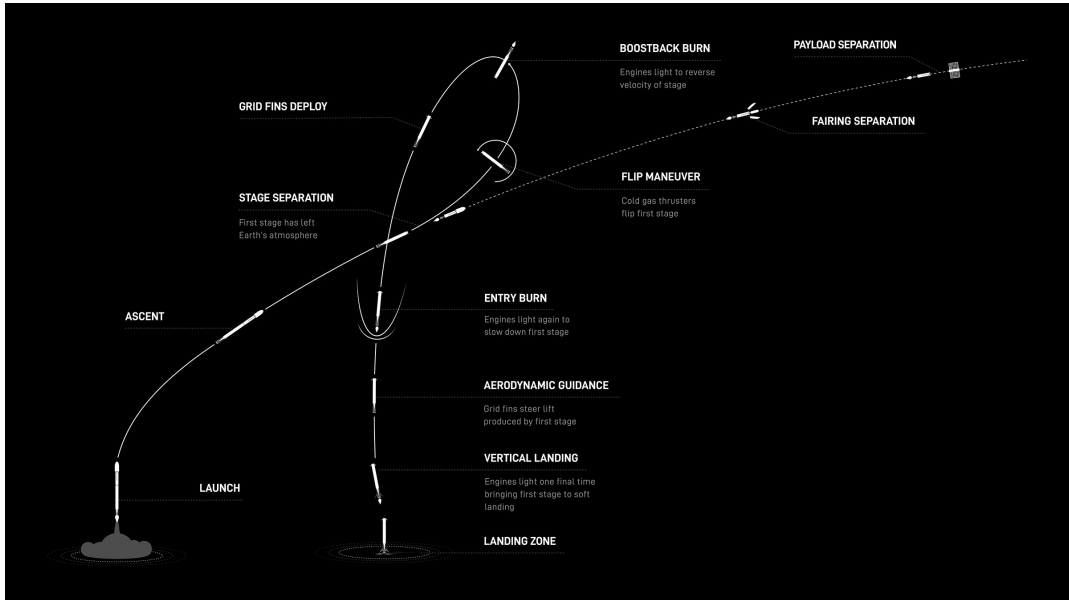 BOOSTBACK BURN
Engines light to reverse
velocity of stage
PAYLOAD SEPARATION
GRID FINS DEPLOY
FAIRING SEPARATION
FLIP MANEUVER
Cold gas thrusters
flip first stage
STAGE SEPARATION
First stage has left
Earth's atmosphere
ENTRY BURN
Engines light again to
slow down first stage
ASCENT
AERODYNAMIC GUIDANCE
Grid fins steer lift
produced by first stage
VERTICAL LANDING
Engines light one final time
bringing first stage to soft
landing
LAUNCH
LANDING ZONE